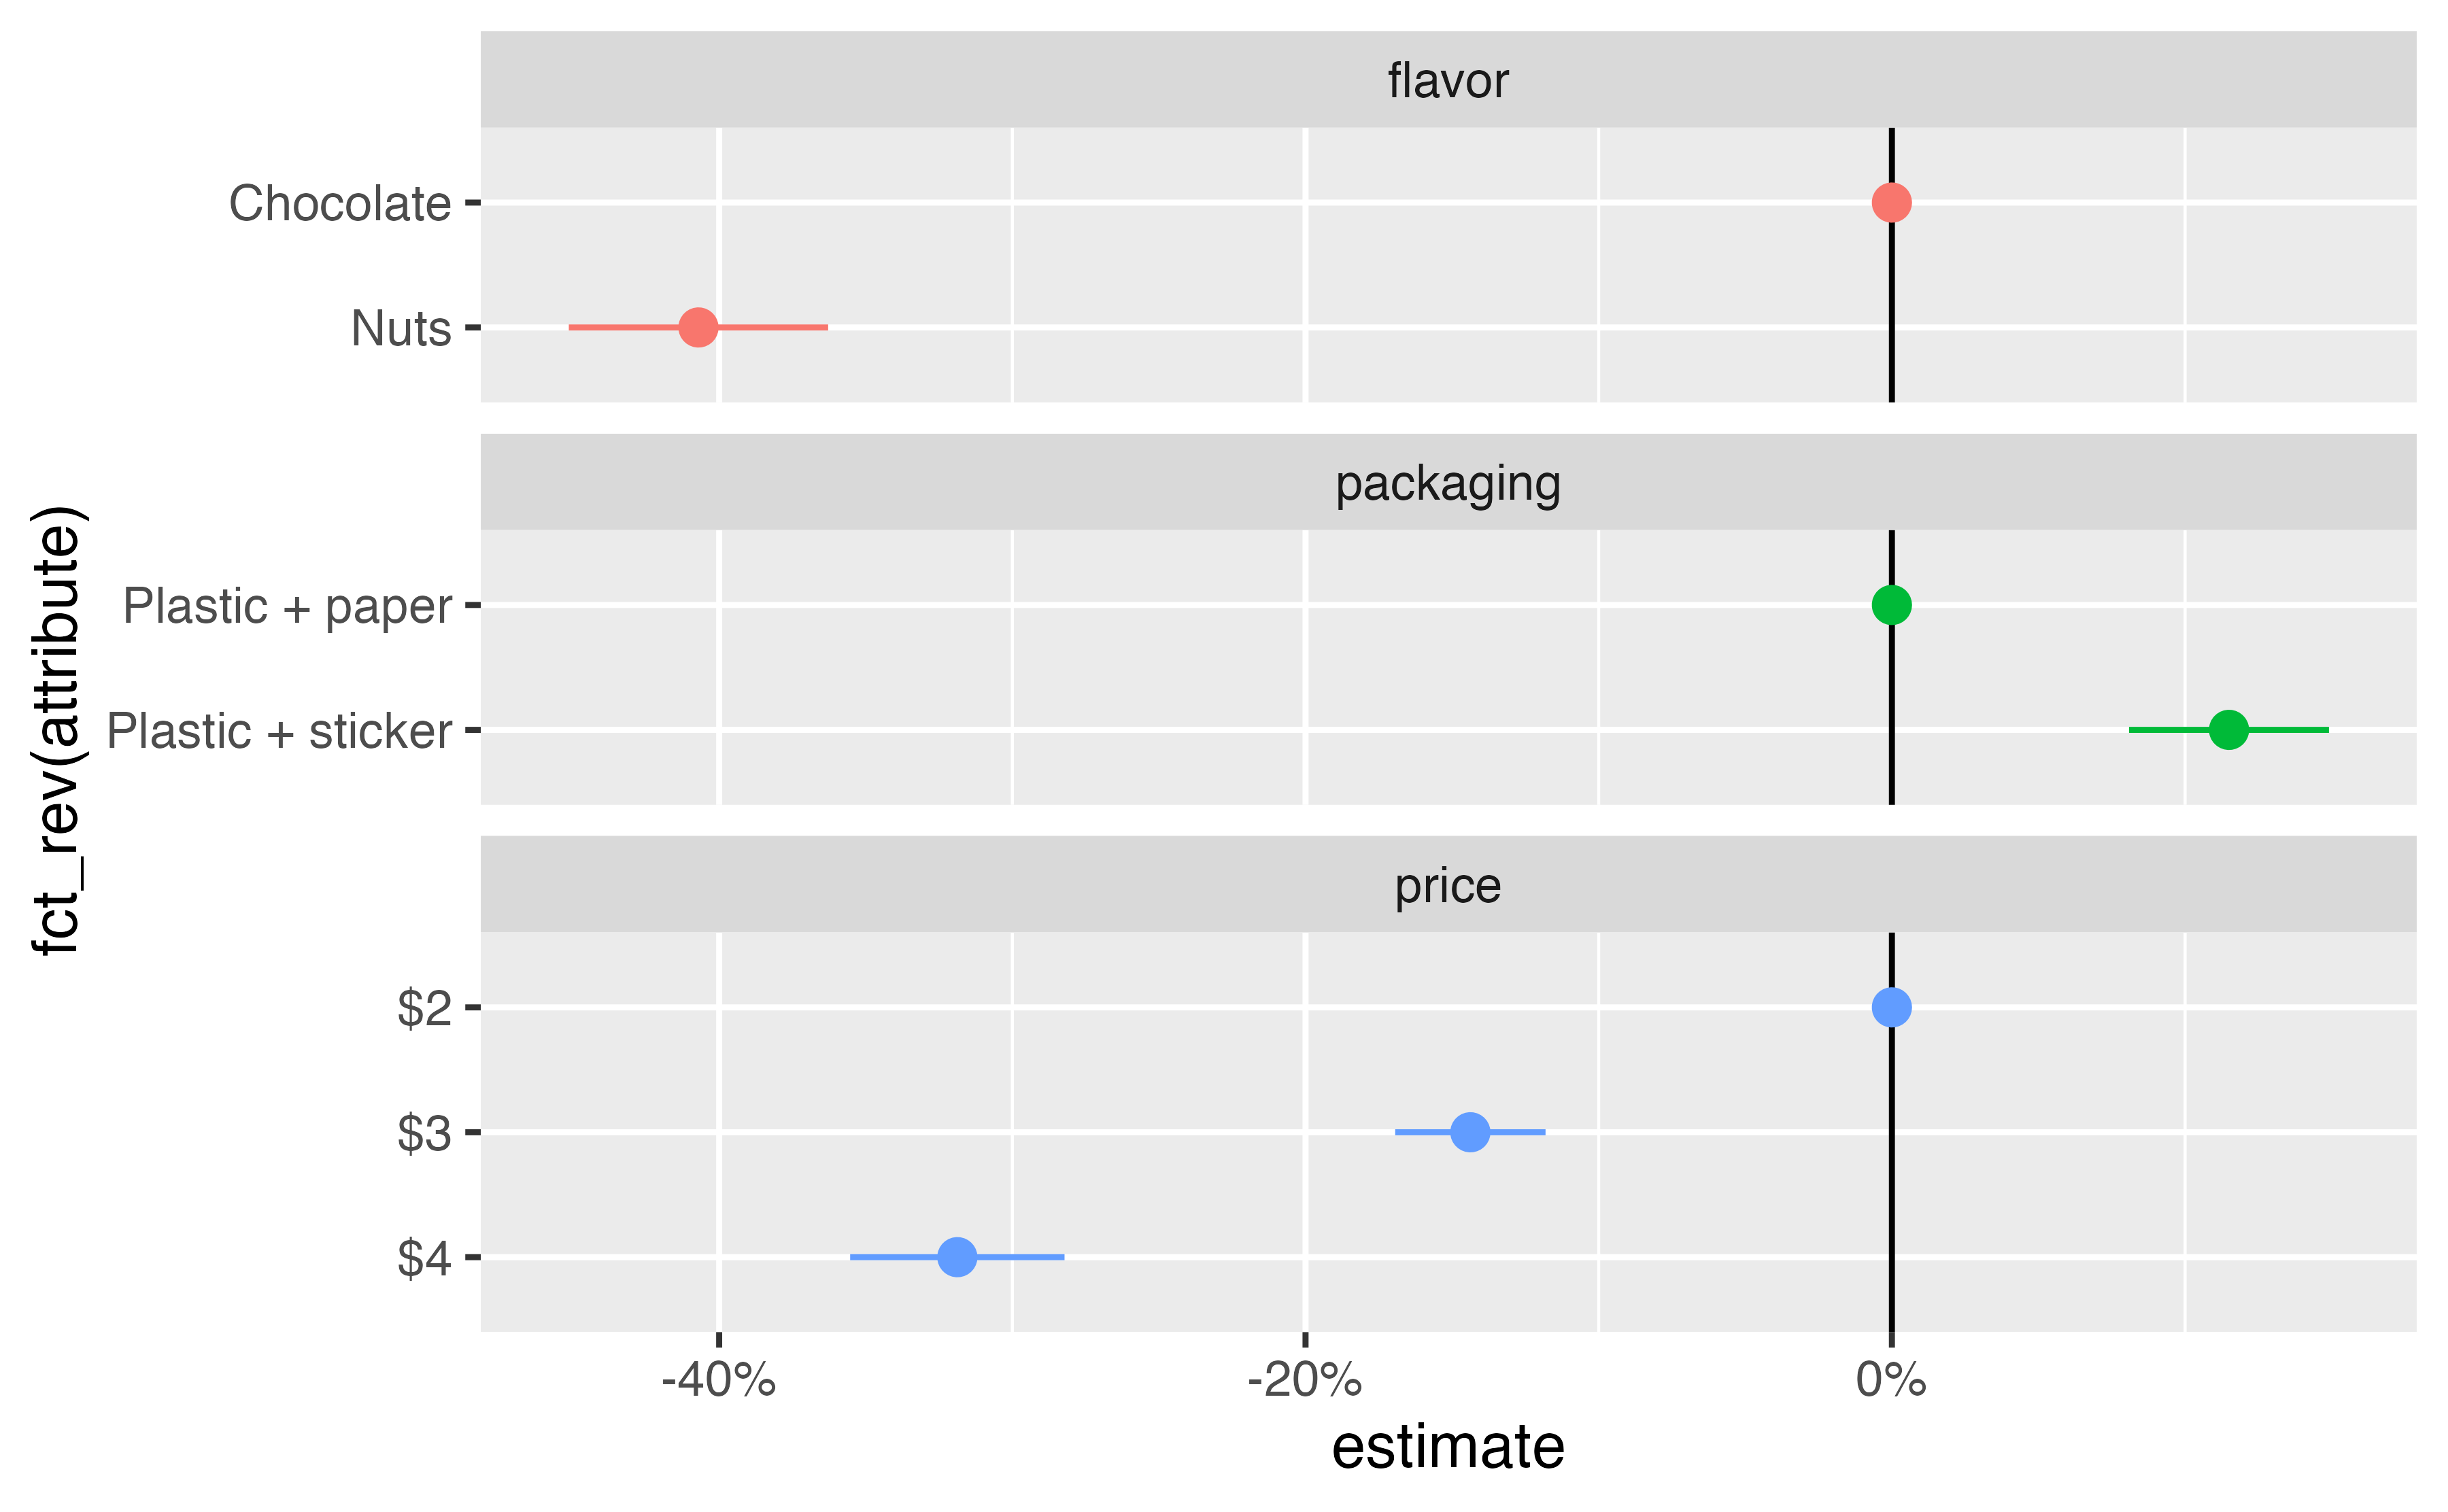 flavor
Chocolate
Nuts
packaging
Plastic + paper
Plastic + sticker
price
$2
$3
$4
-40%
-20%
0%
estimate
fct_rev(attribute)